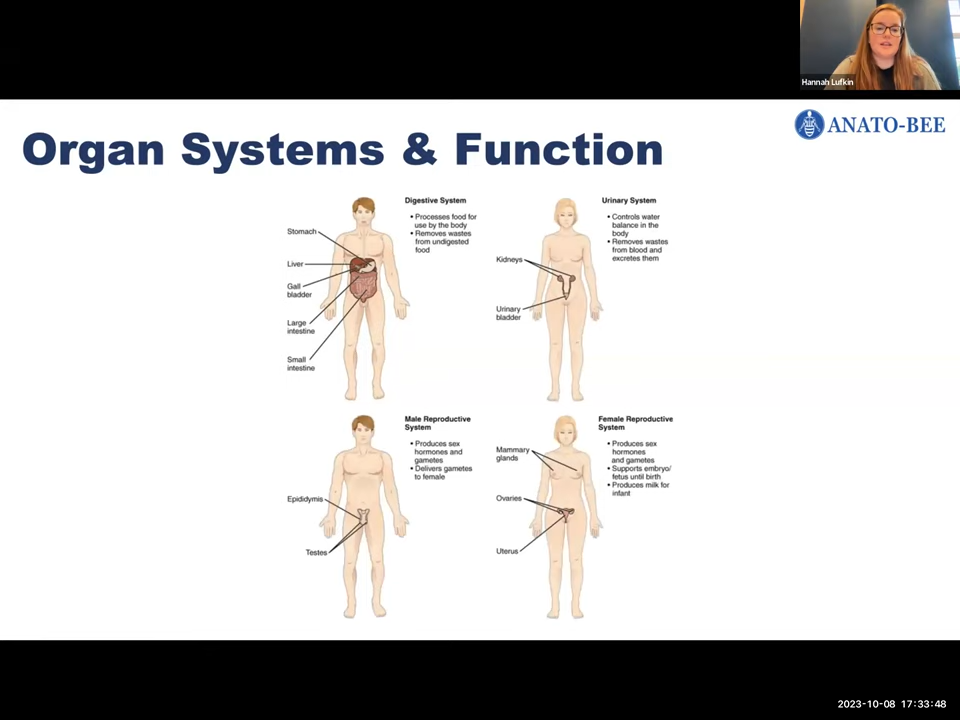 Hannah Lufkin
ANATO-BEE
Organ Systems & Function
Digestive System
• Processes food for
use by the body
• Removes wastes
from undigested
food
Stomach
Liver
Gall
bladder
Large
intestine
Small
intestine
Urinary System
• Controls water
balance in the
body
• Removes wastes
from blood and
excretes them
Kidneys
Urinary
bladder
Male Reproductive
System
• Produces sex
hormones and
gametes
• Delivers gametes
to female
Epididymis
Testes
Female Reproductive
System
• Produces sex
hormones
and gametes
• Supports embryo/
fetus until birth
• Produces milk for
infant
Mammary
glands
Ovaries
Uterus
2023-10-08 17:33:48